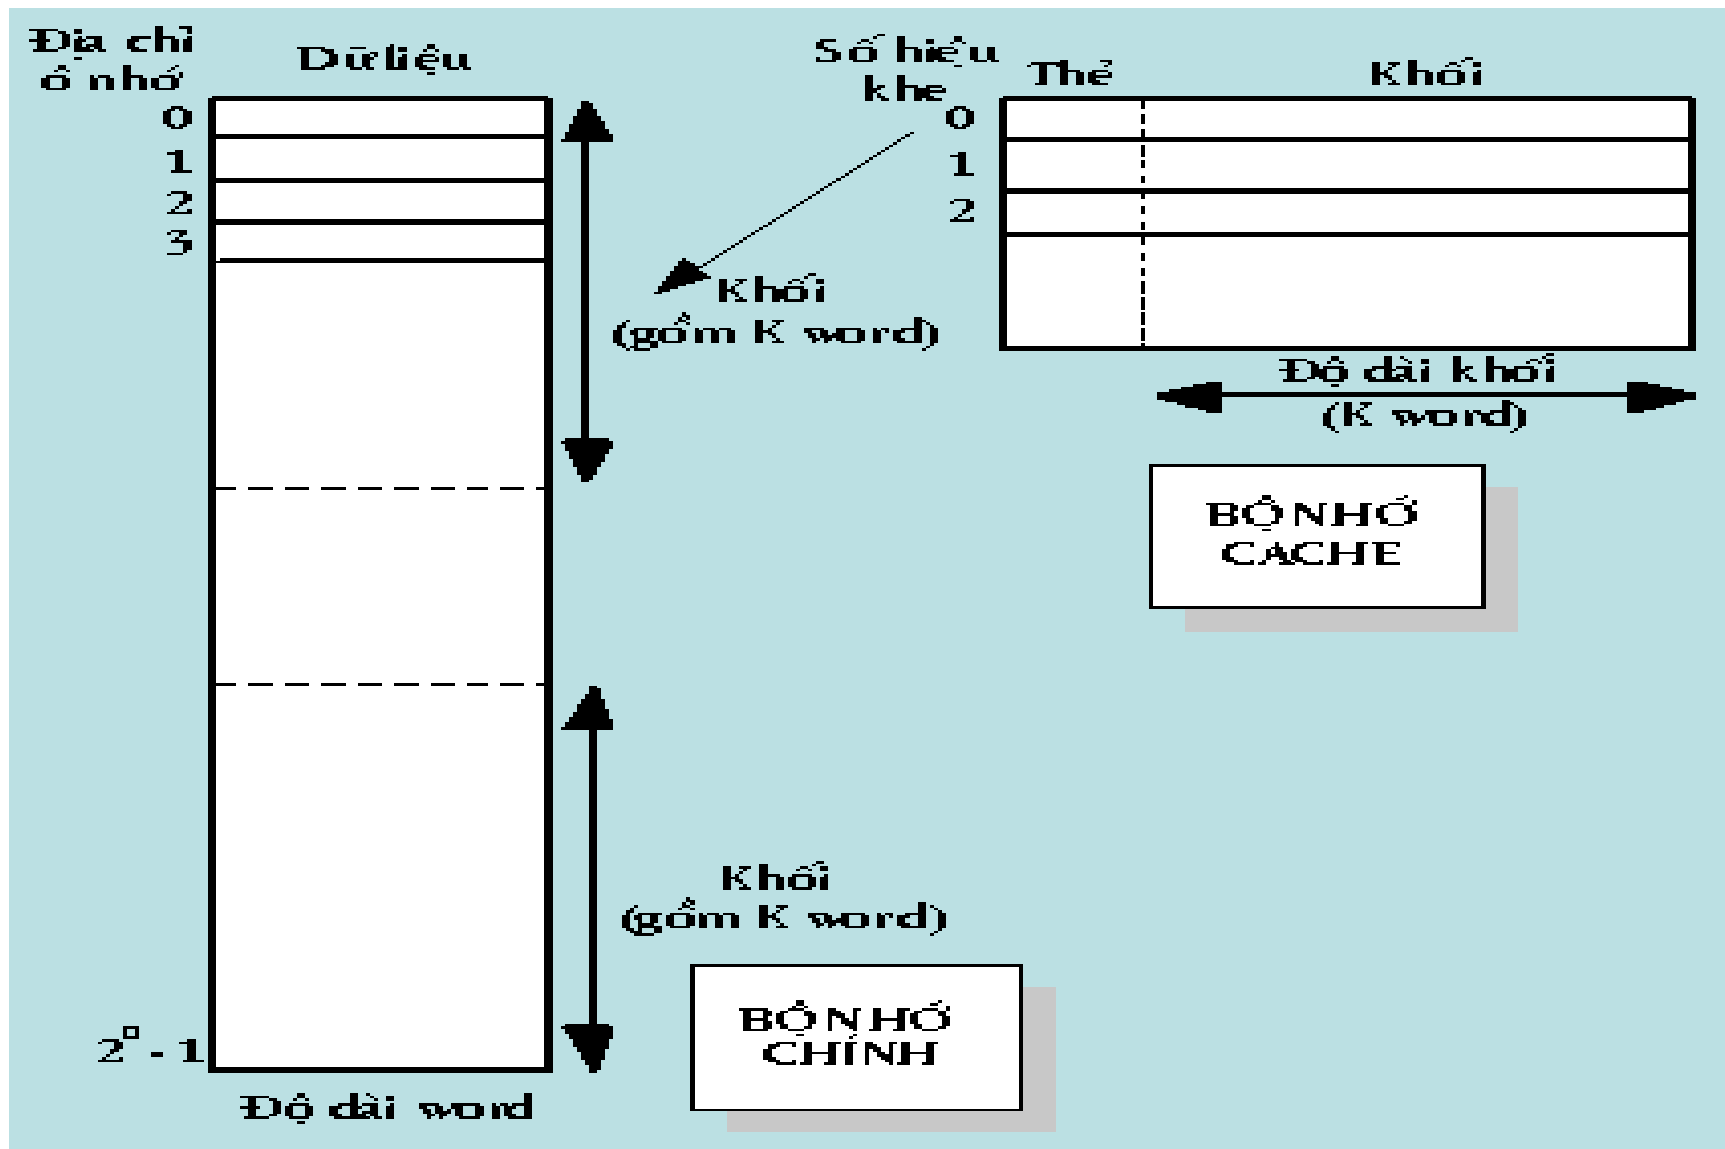 Địa chỉ
ô nhớ
Dữ liệu
0
1
2
3
Khối
(gồm K word)
Khối
(gồm K word)
2□ - 1
Độ dài word
BỘ NHỚ
CHÍNH
Số hiệu
khe
Thẻ
Khối
0
1
2
Độ dài khối
(K word)
BỘ NHỚ
CACHE